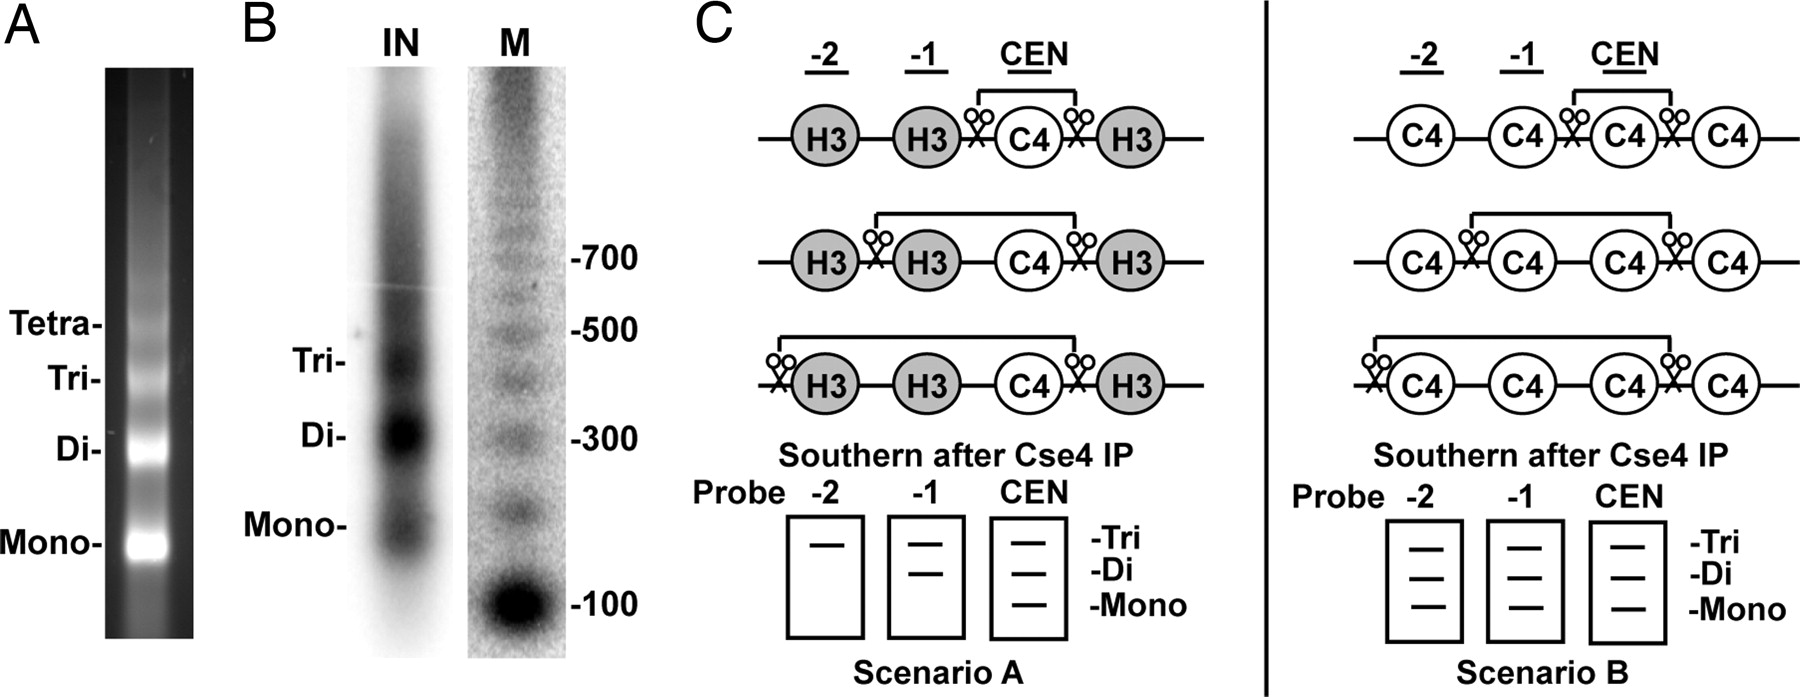 A
Tetra-
Tri-
Di-
Mono-
B
IN M
Tri-
Di-
Mono-
-700
-500
-300
-100
C
-2 -1 CEN
H3 H3 C4 H3
H3 H3 C4 H3
H3 H3 C4 H3
Southern after Cse4 IP
Probe -2 -1 CEN
-Tri
-Di
-Mono
Scenario A
-2 -1 CEN
C4 C4 C4 C4
C4 C4 C4 C4
C4 C4 C4 C4
Southern after Cse4 IP
Probe -2 -1 CEN
-Tri
-Di
-Mono
Scenario B